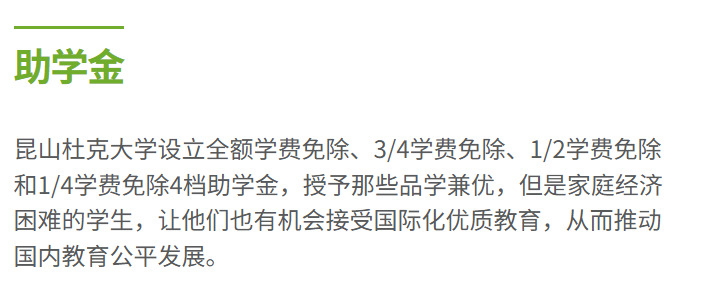 助学金
昆山杜克大学设立全额学费免除、3/4学费免除、1/2学费免除
和1/4学费免除4档助学金，授予那些品学兼优，但是家庭经济
困难的学生，让他们也有机会接受国际化优质教育，从而推动
国内教育公平发展。